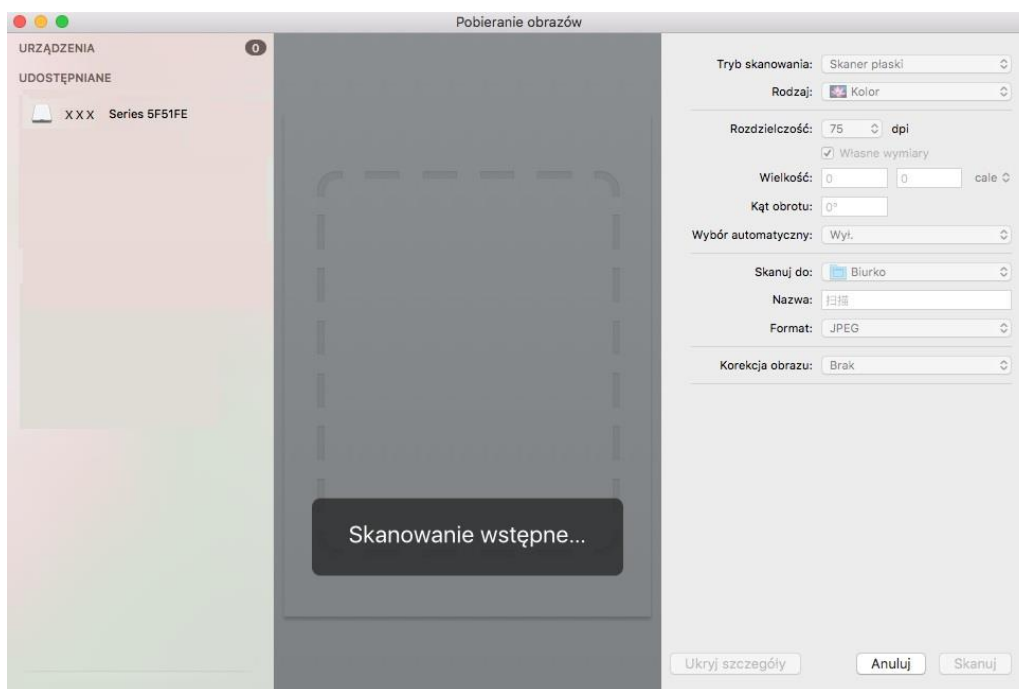 Pobieranie obrazów
URZĄDZENIA 0
UDOSTĘPNIANE
XXX Series 5F51FE
Skanowanie wstępne...
Tryb skanowania: Skaner płaski
Rodzaj: Kolor
Rozdzielczość: 75 dpi
Własne wymiary
Wielkość: 0 0 cale
Kąt obrotu: 0°
Wybór automatyczny: Wył.
Skanuj do: Biurko
Nazwa: 扫描
Format: JPEG
Korekcja obrazu: Brak
Ukryj szczegóły Anuluj Skanuj